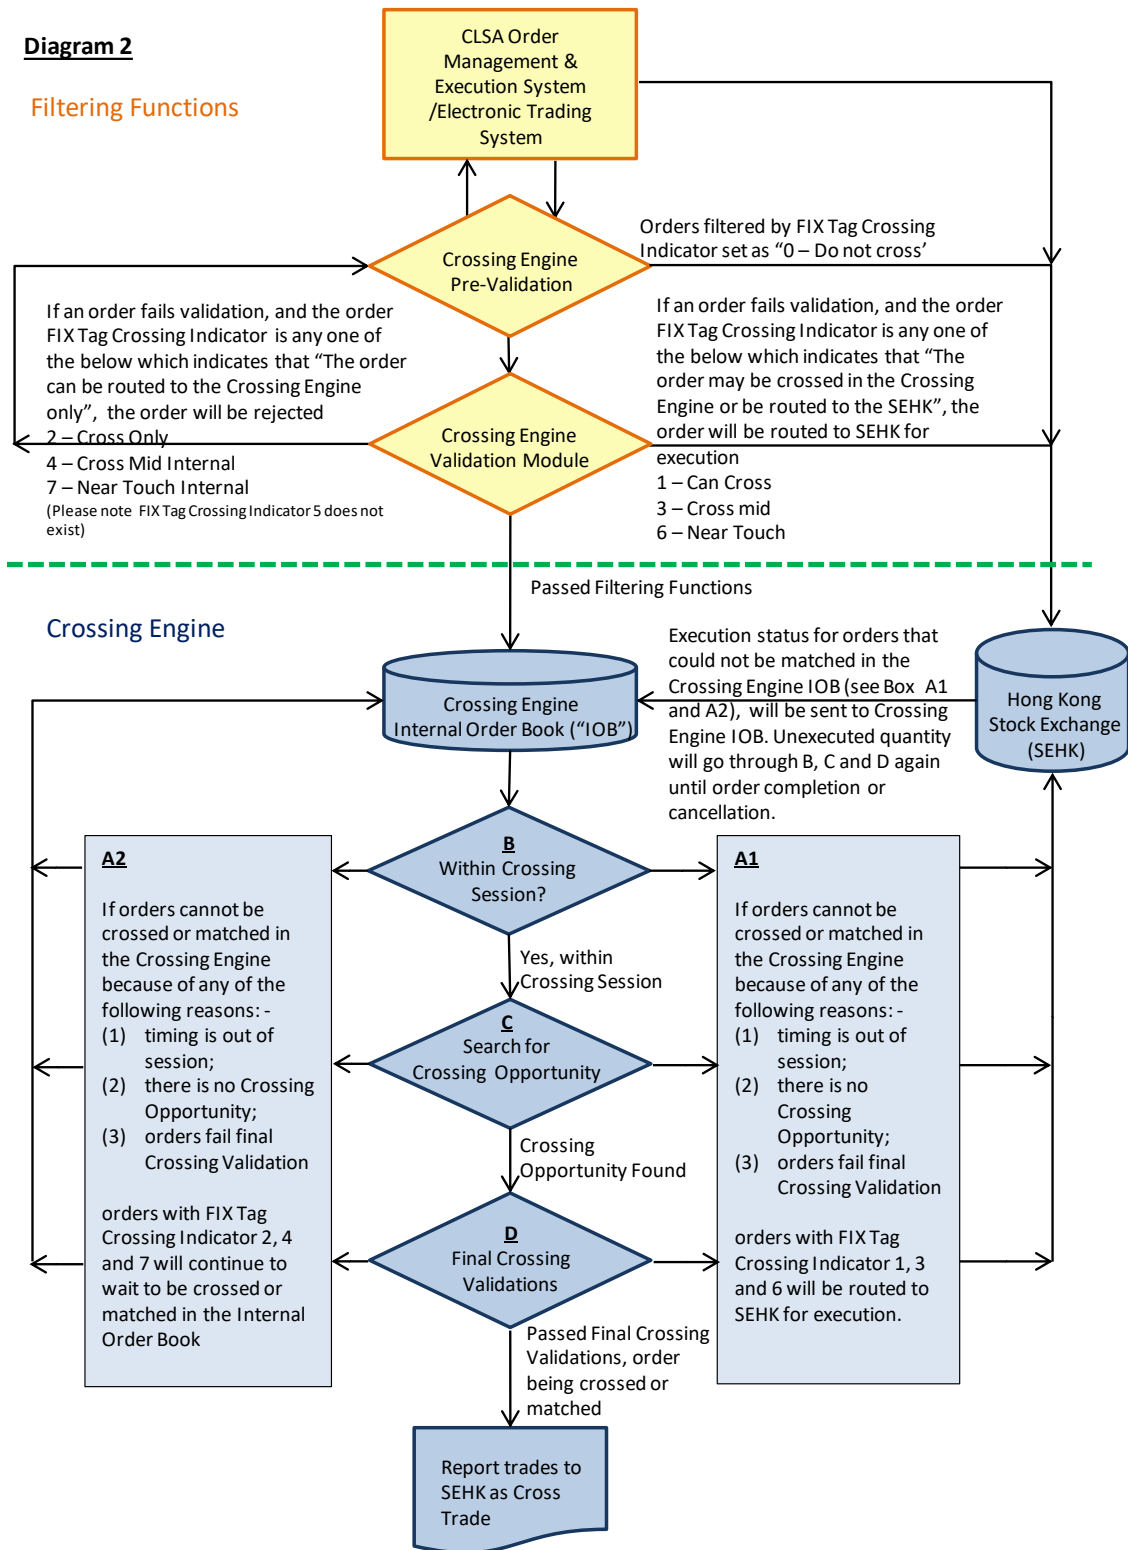 Diagram 2
Filtering Functions
CLSA Order
Management &
Execution System
/Electronic Trading
System
Crossing Engine
Pre-Validation
Orders filtered by FIX Tag Crossing
Indicator set as “0 – Do not cross’
If an order fails validation, and the order
FIX Tag Crossing Indicator is any one of
the below which indicates that “The order
can be routed to the Crossing Engine
only”, the order will be rejected
2 – Cross Only
4 – Cross Mid Internal
7 – Near Touch Internal
(Please note FIX Tag Crossing Indicator 5 does not
exist)
Crossing Engine
Validation Module
If an order fails validation, and the order
FIX Tag Crossing Indicator is any one of
the below which indicates that “The
order may be crossed in the Crossing
Engine or be routed to the SEHK”, the
order will be routed to SEHK for
execution
1 – Can Cross
3 – Cross mid
6 – Near Touch
Passed Filtering Functions
Crossing Engine
Crossing Engine
Internal Order Book (“IOB”)
Execution status for orders that
could not be matched in the
Crossing Engine IOB (see Box A1
and A2), will be sent to Crossing
Engine IOB. Unexecuted quantity
will go through B, C and D again
until order completion or
cancellation.
Hong Kong
Stock Exchange
(SEHK)
A2
If orders cannot be
crossed or matched in
the Crossing Engine
because of any of the
following reasons: -
(1) timing is out of
session;
(2) there is no Crossing
Opportunity;
(3) orders fail final
Crossing Validation
orders with FIX Tag
Crossing Indicator 2, 4
and 7 will continue to
wait to be crossed or
matched in the Internal
Order Book
B
Within Crossing
Session?
Yes, within
Crossing Session
C
Search for
Crossing Opportunity
Crossing
Opportunity Found
D
Final Crossing
Validations
Passed Final Crossing
Validations, order
being crossed or
matched
A1
If orders cannot be
crossed or matched in
the Crossing Engine
because of any of the
following reasons: -
(1) timing is out of
session;
(2) there is no
Crossing
Opportunity;
(3) orders fail final
Crossing Validation
orders with FIX Tag
Crossing Indicator 1, 3
and 6 will be routed to
SEHK for execution.
Report trades to
SEHK as Cross
Trade